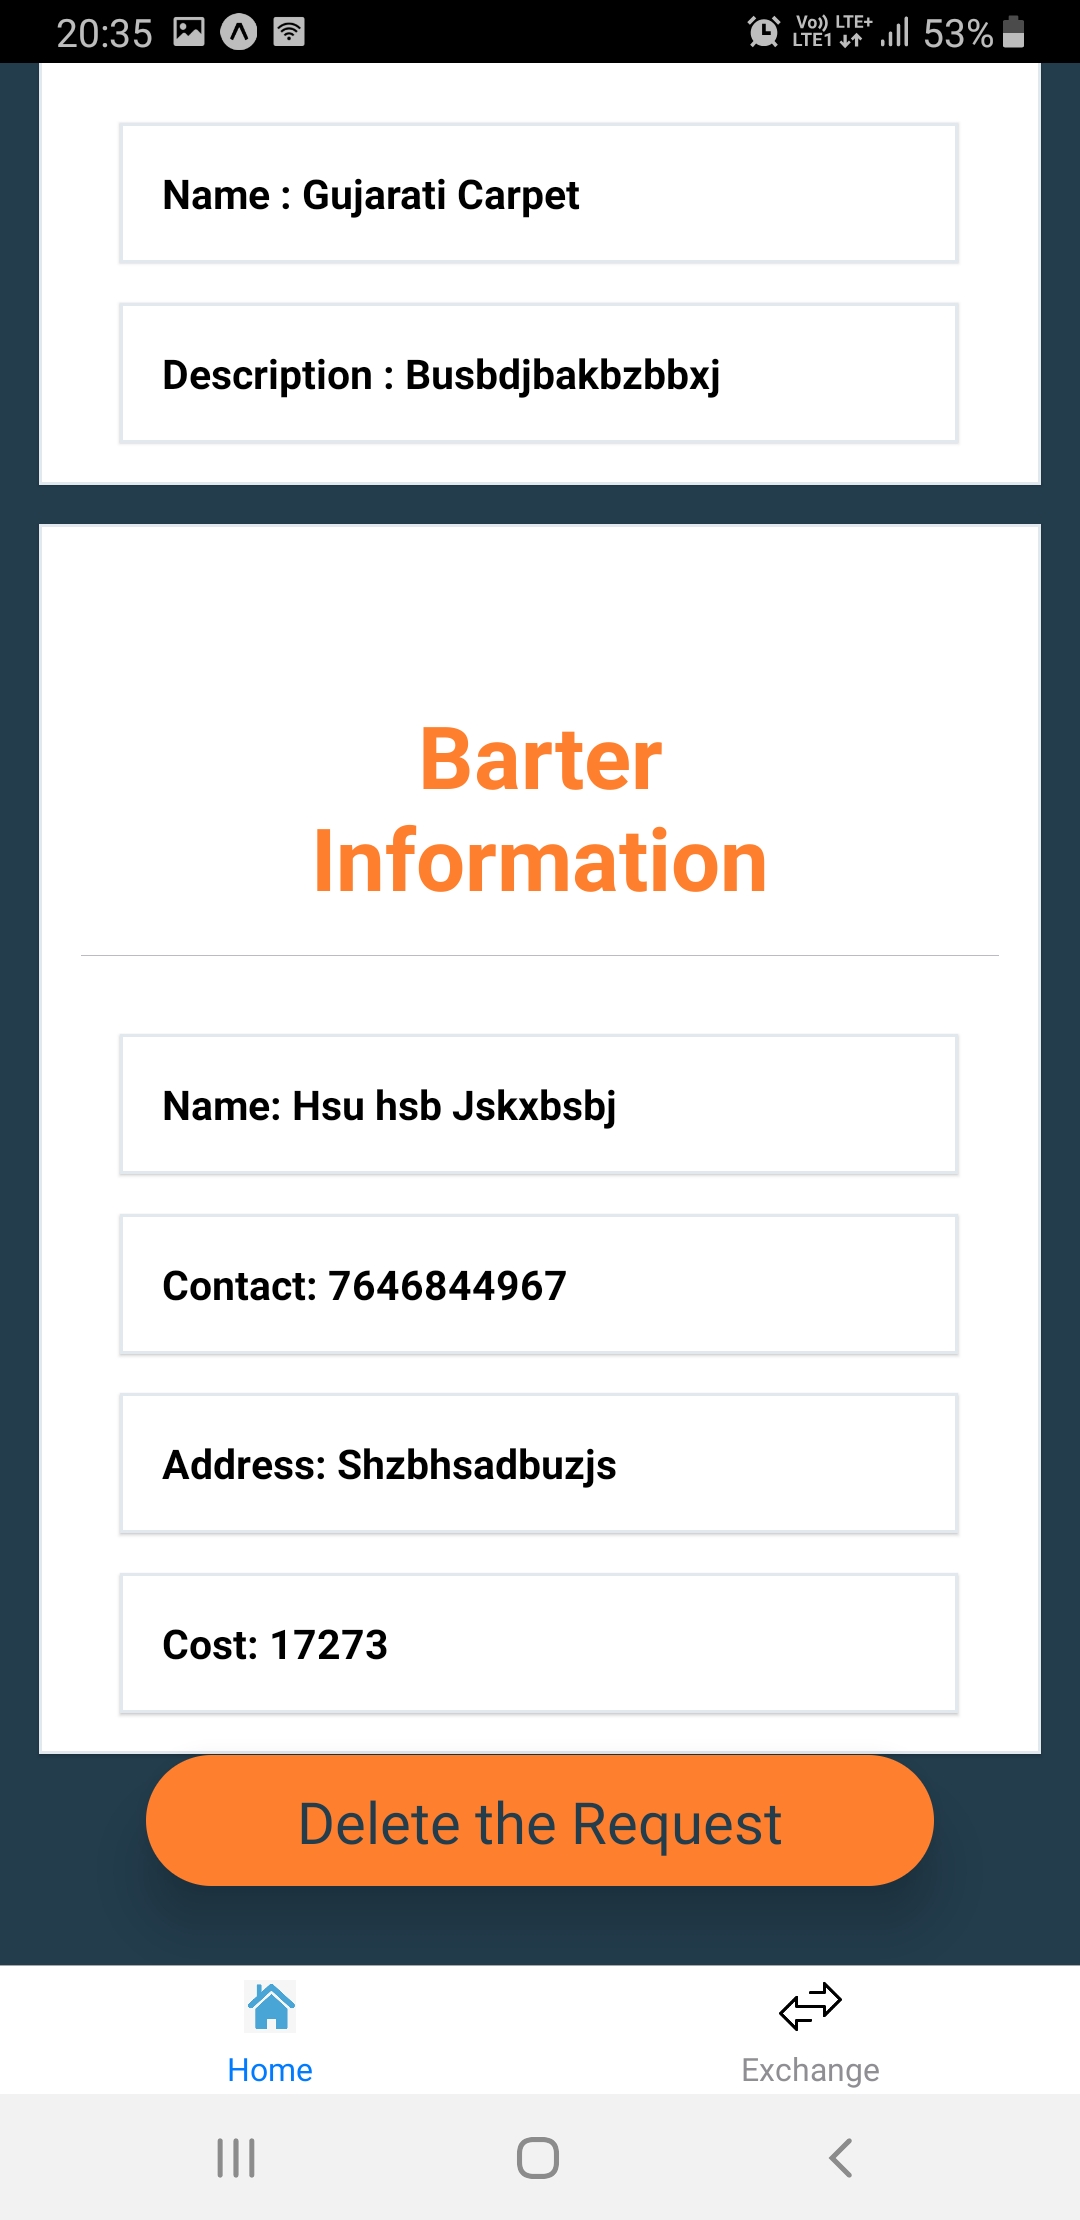 20:35 Vo)) LTE+ LTE1 53%
Name : Gujarati Carpet
Description : Busbdjbakbzbbxj
Barter
Information
Name: Hsu hsb Jskxbsbj
Contact: 7646844967
Address: Shzbhsadbuzjs
Cost: 17273
Delete the Request
Home Exchange